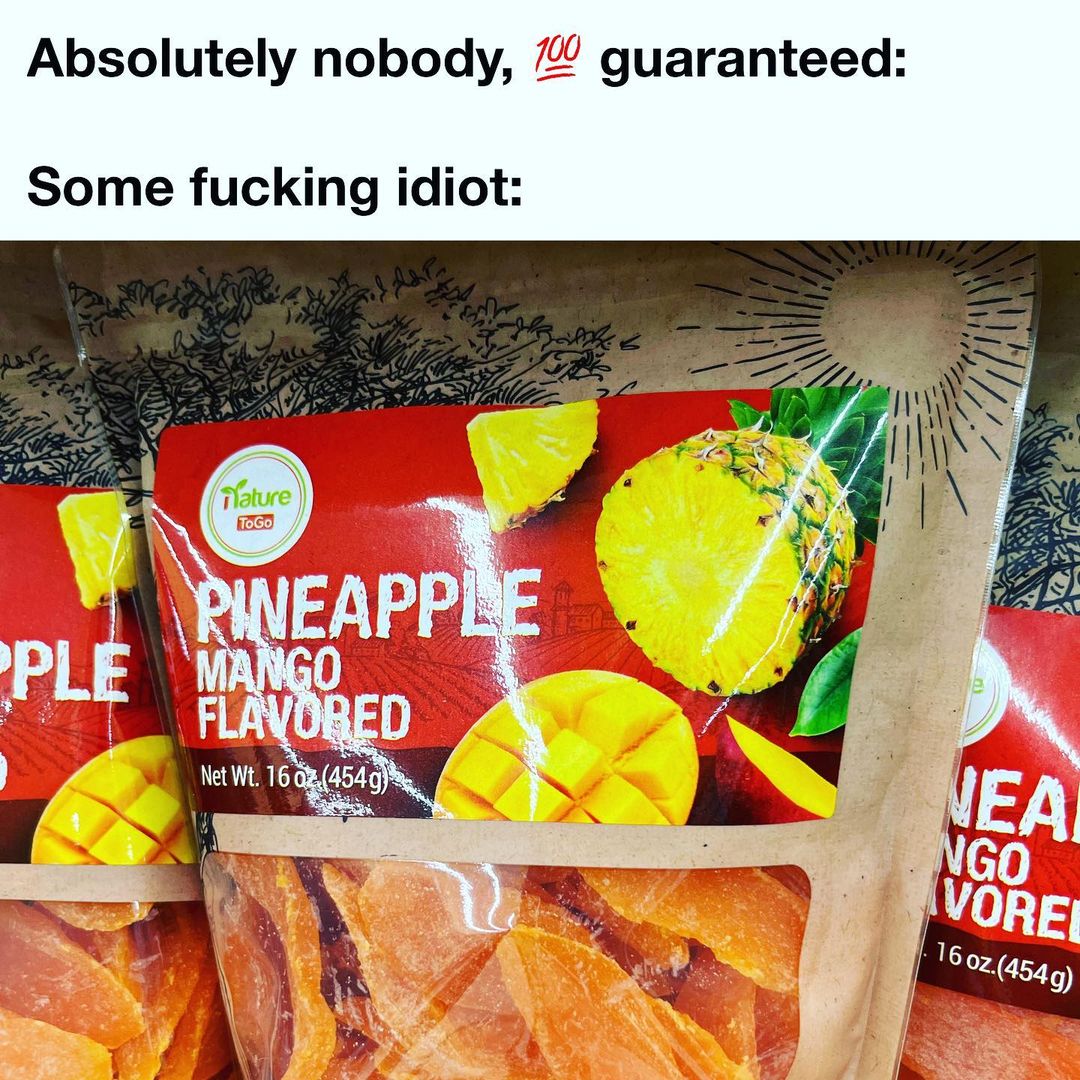 Absolutely nobody, 💯 guaranteed:
Some fucking idiot:
Nature
ToGo
PINEAPPLE
MANGO
FLAVORED
Net Wt. 16 oz.(454g)
PPLE
e
NEA
NGO
VORE
. 16 oz.(454g)